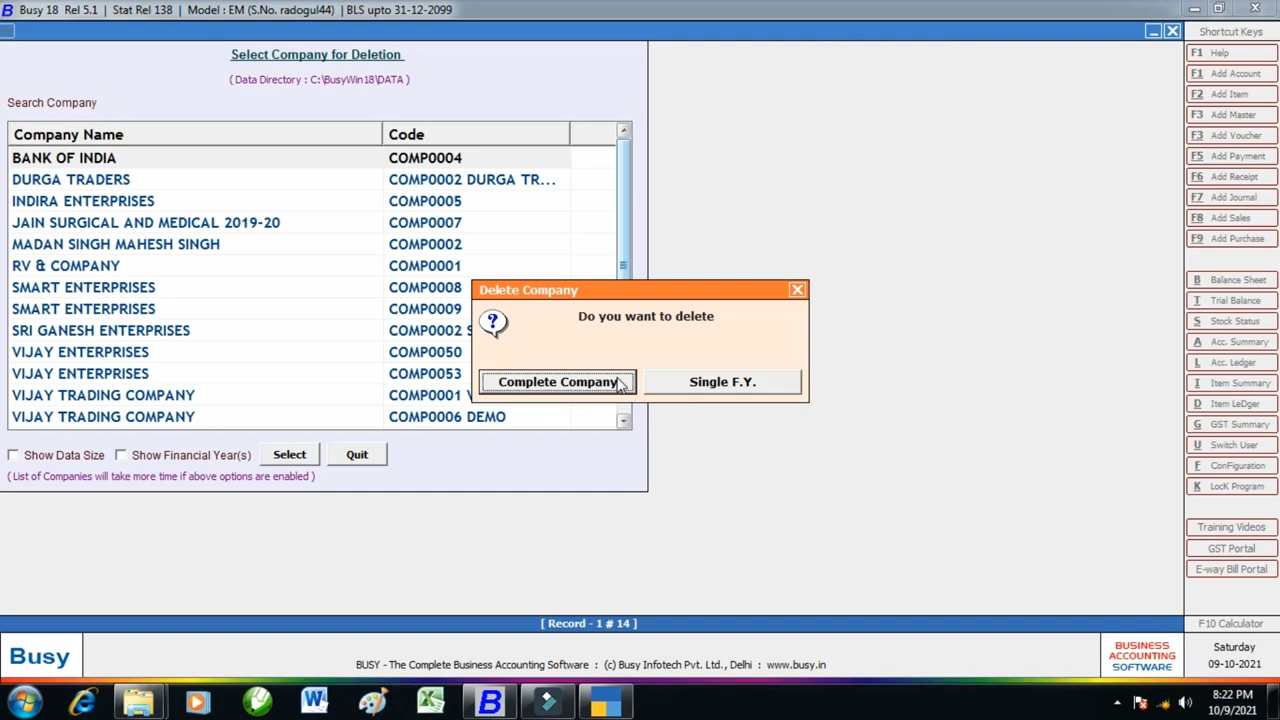 Busy 18 Rel 5.1 | Stat Rel 138 | Model : EM (S.No. radogul44) | BLS upto 31-12-2099
Select Company for Deletion
( Data Directory : C:\BusyWin18\DATA )
Search Company
Company Name Code
BANK OF INDIA COMP0004
DURGA TRADERS COMP0002 DURGA TR...
INDIRA ENTERPRISES COMP0005
JAIN SURGICAL AND MEDICAL 2019-20 COMP0007
MADAN SINGH MAHESH SINGH COMP0002
RV & COMPANY COMP0001
SMART ENTERPRISES COMP0008
SMART ENTERPRISES COMP0009
SRI GANESH ENTERPRISES COMP0002 S
VIJAY ENTERPRISES COMP0050
VIJAY ENTERPRISES COMP0053
VIJAY TRADING COMPANY COMP0001 V
VIJAY TRADING COMPANY COMP0006 DEMO
Show Data Size Show Financial Year(s) Select Quit
( List of Companies will take more time if above options are enabled )
Delete Company
Do you want to delete
Complete Company Single F.Y.
Shortcut Keys
F1 Help
F1 Add Account
F2 Add Item
F3 Add Master
F3 Add Voucher
F5 Add Payment
F6 Add Receipt
F7 Add Journal
F8 Add Sales
F9 Add Purchase
B Balance Sheet
T Trial Balance
S Stock Status
A Acc. Summary
L Acc. Ledger
I Item Summary
D Item LeDger
G GST Summary
U Switch User
F ConFiguration
K LocK Program
Training Videos
GST Portal
E-way Bill Portal
[ Record - 1 # 14 ]
F10 Calculator
Busy
BUSY - The Complete Business Accounting Software : (c) Busy Infotech Pvt. Ltd., Delhi : www.busy.in
BUSINESS
ACCOUNTING
SOFTWARE
Saturday
09-10-2021
8:22 PM
10/9/2021